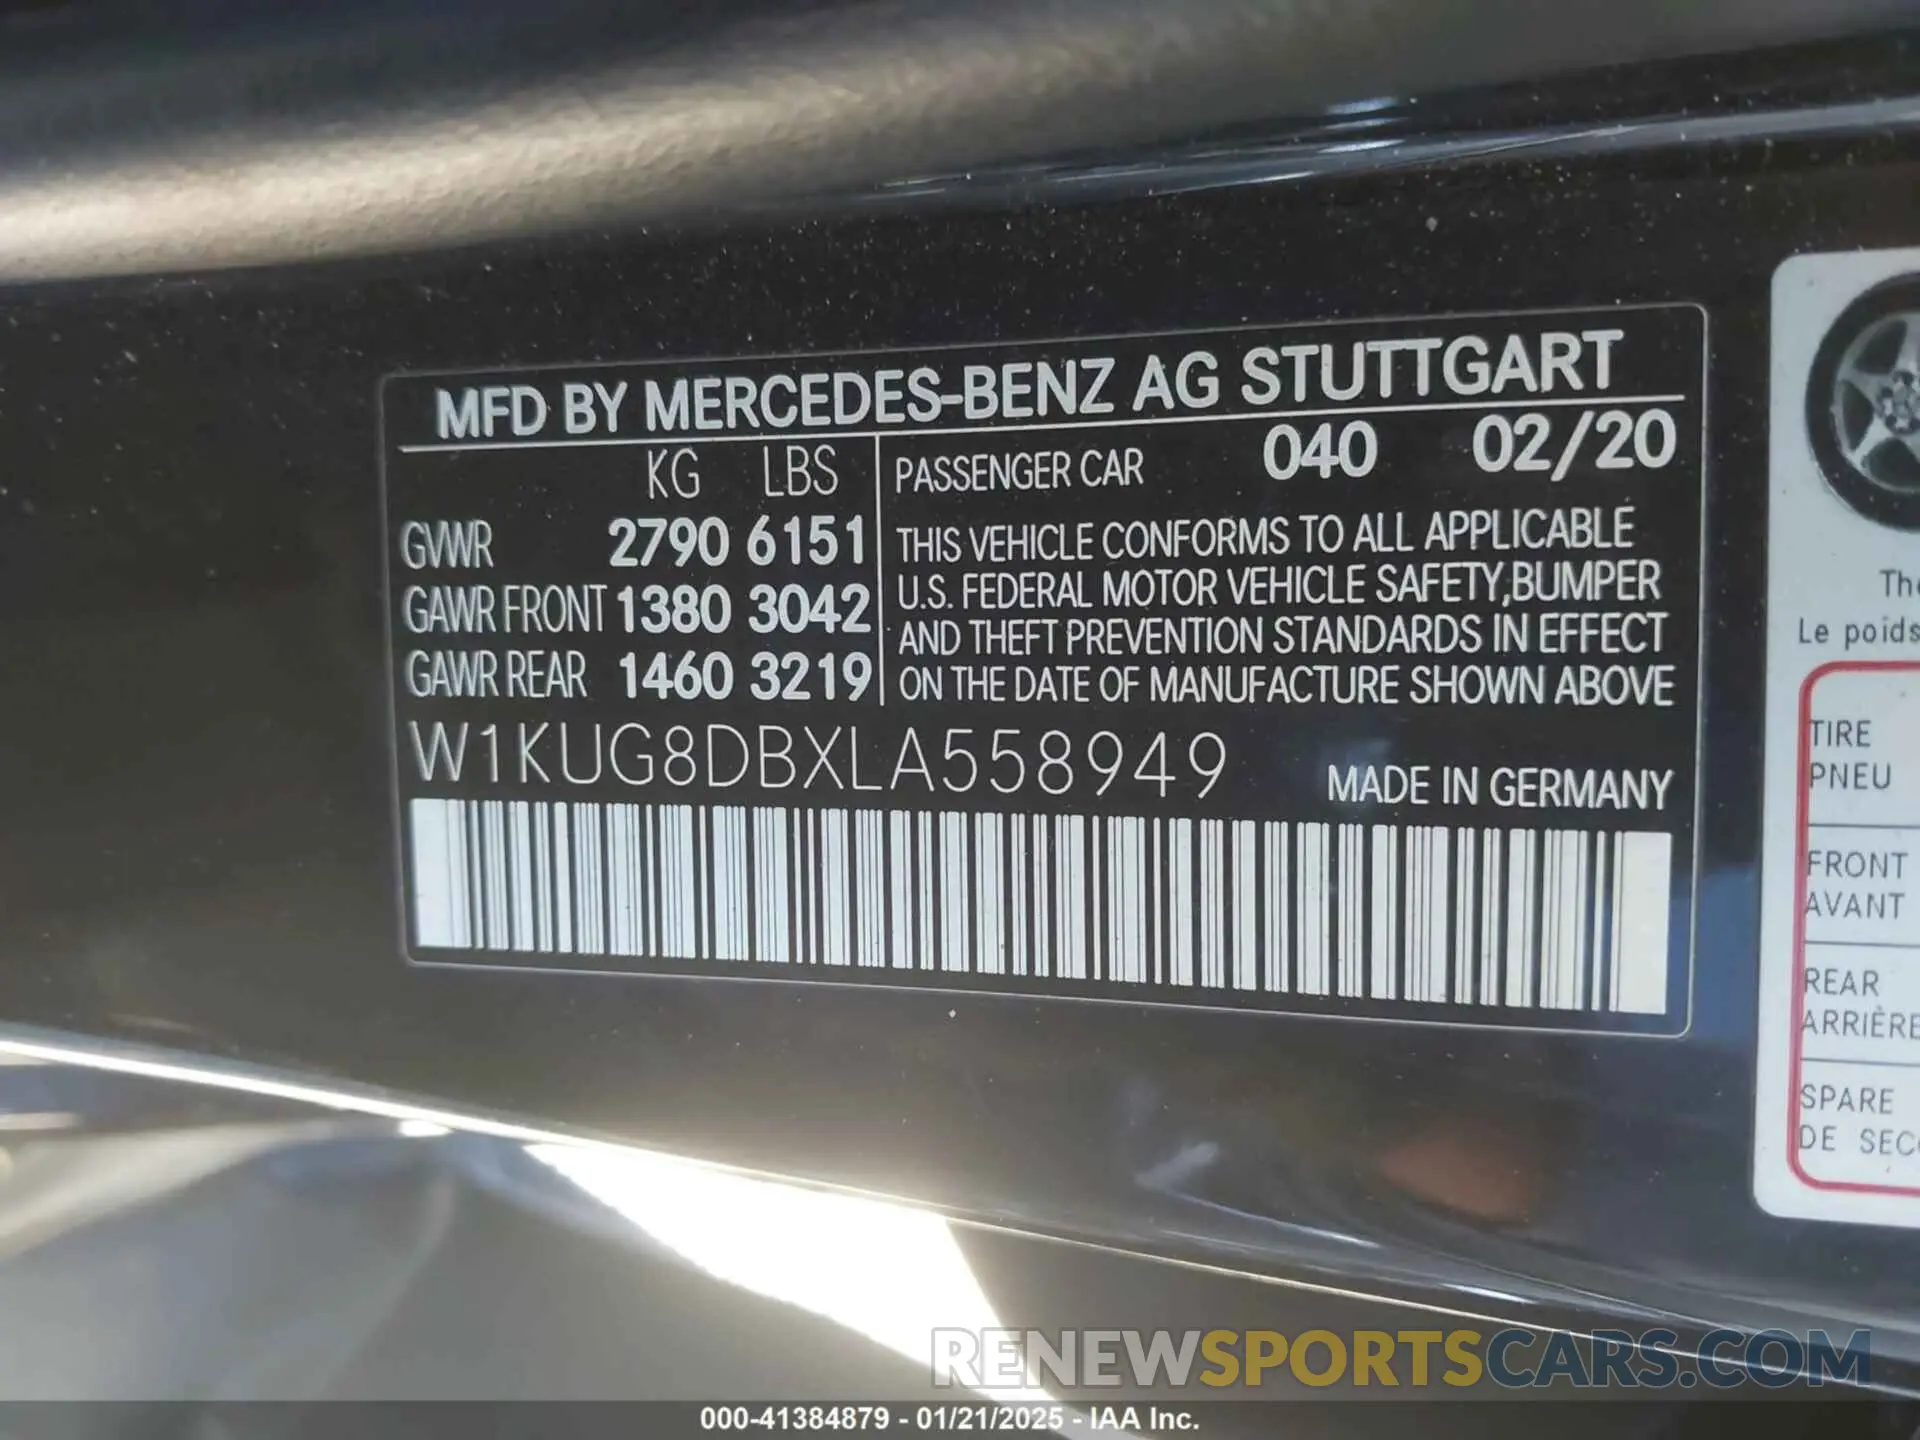 MFD BY MERCEDES-BENZ AG STUTTGART
KG LBS
GVWR 2790 6151
GAWR FRONT 1380 3042
GAWR REAR 1460 3219
PASSENGER CAR 040 02/20
THIS VEHICLE CONFORMS TO ALL APPLICABLE
U.S. FEDERAL MOTOR VEHICLE SAFETY,BUMPER
AND THEFT PREVENTION STANDARDS IN EFFECT
ON THE DATE OF MANUFACTURE SHOWN ABOVE
W1KUG8DBXLA558949
MADE IN GERMANY
Le poids
TIRE
PNEU
FRONT
AVANT
REAR
ARRIÈRE
SPARE
DE
RENEWSPORTSCARS.COM
000-41384879 - 01/21/2025 - IAA Inc.